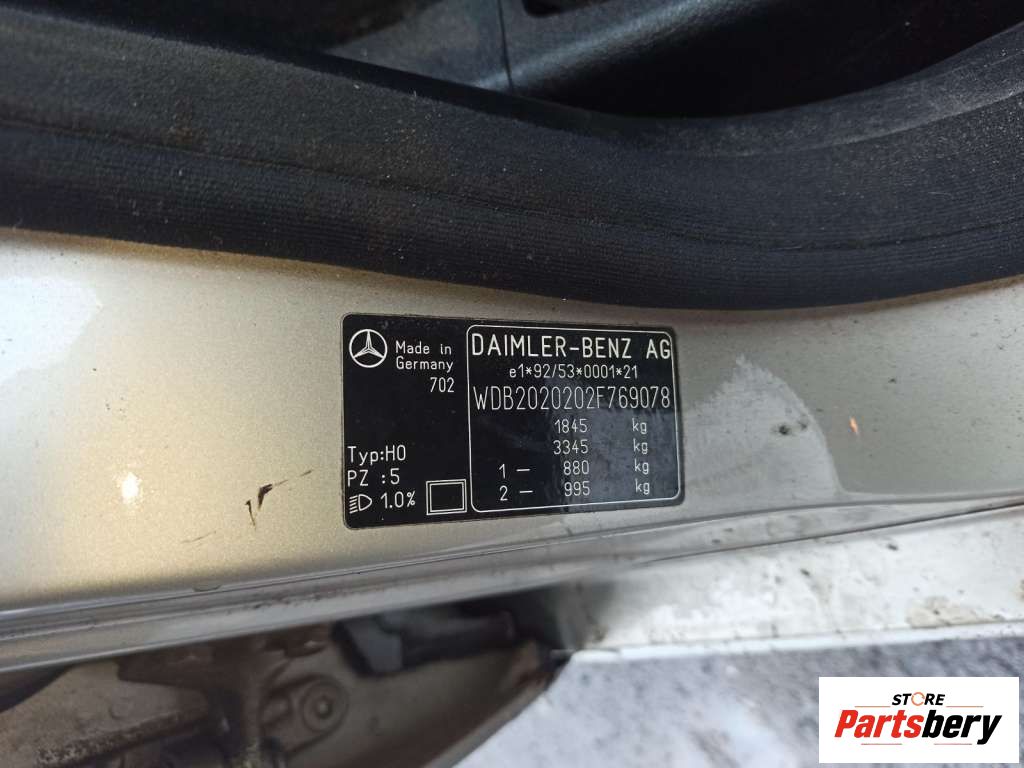 Made in
Germany
702
Typ:H0
PZ :5
1.0%
DAIMLER-BENZ AG
e1*92/53*0001*21
WDB2020202F769078
1845 kg
3345 kg
1 — 880 kg
2 — 995 kg
STORE
Partsbery